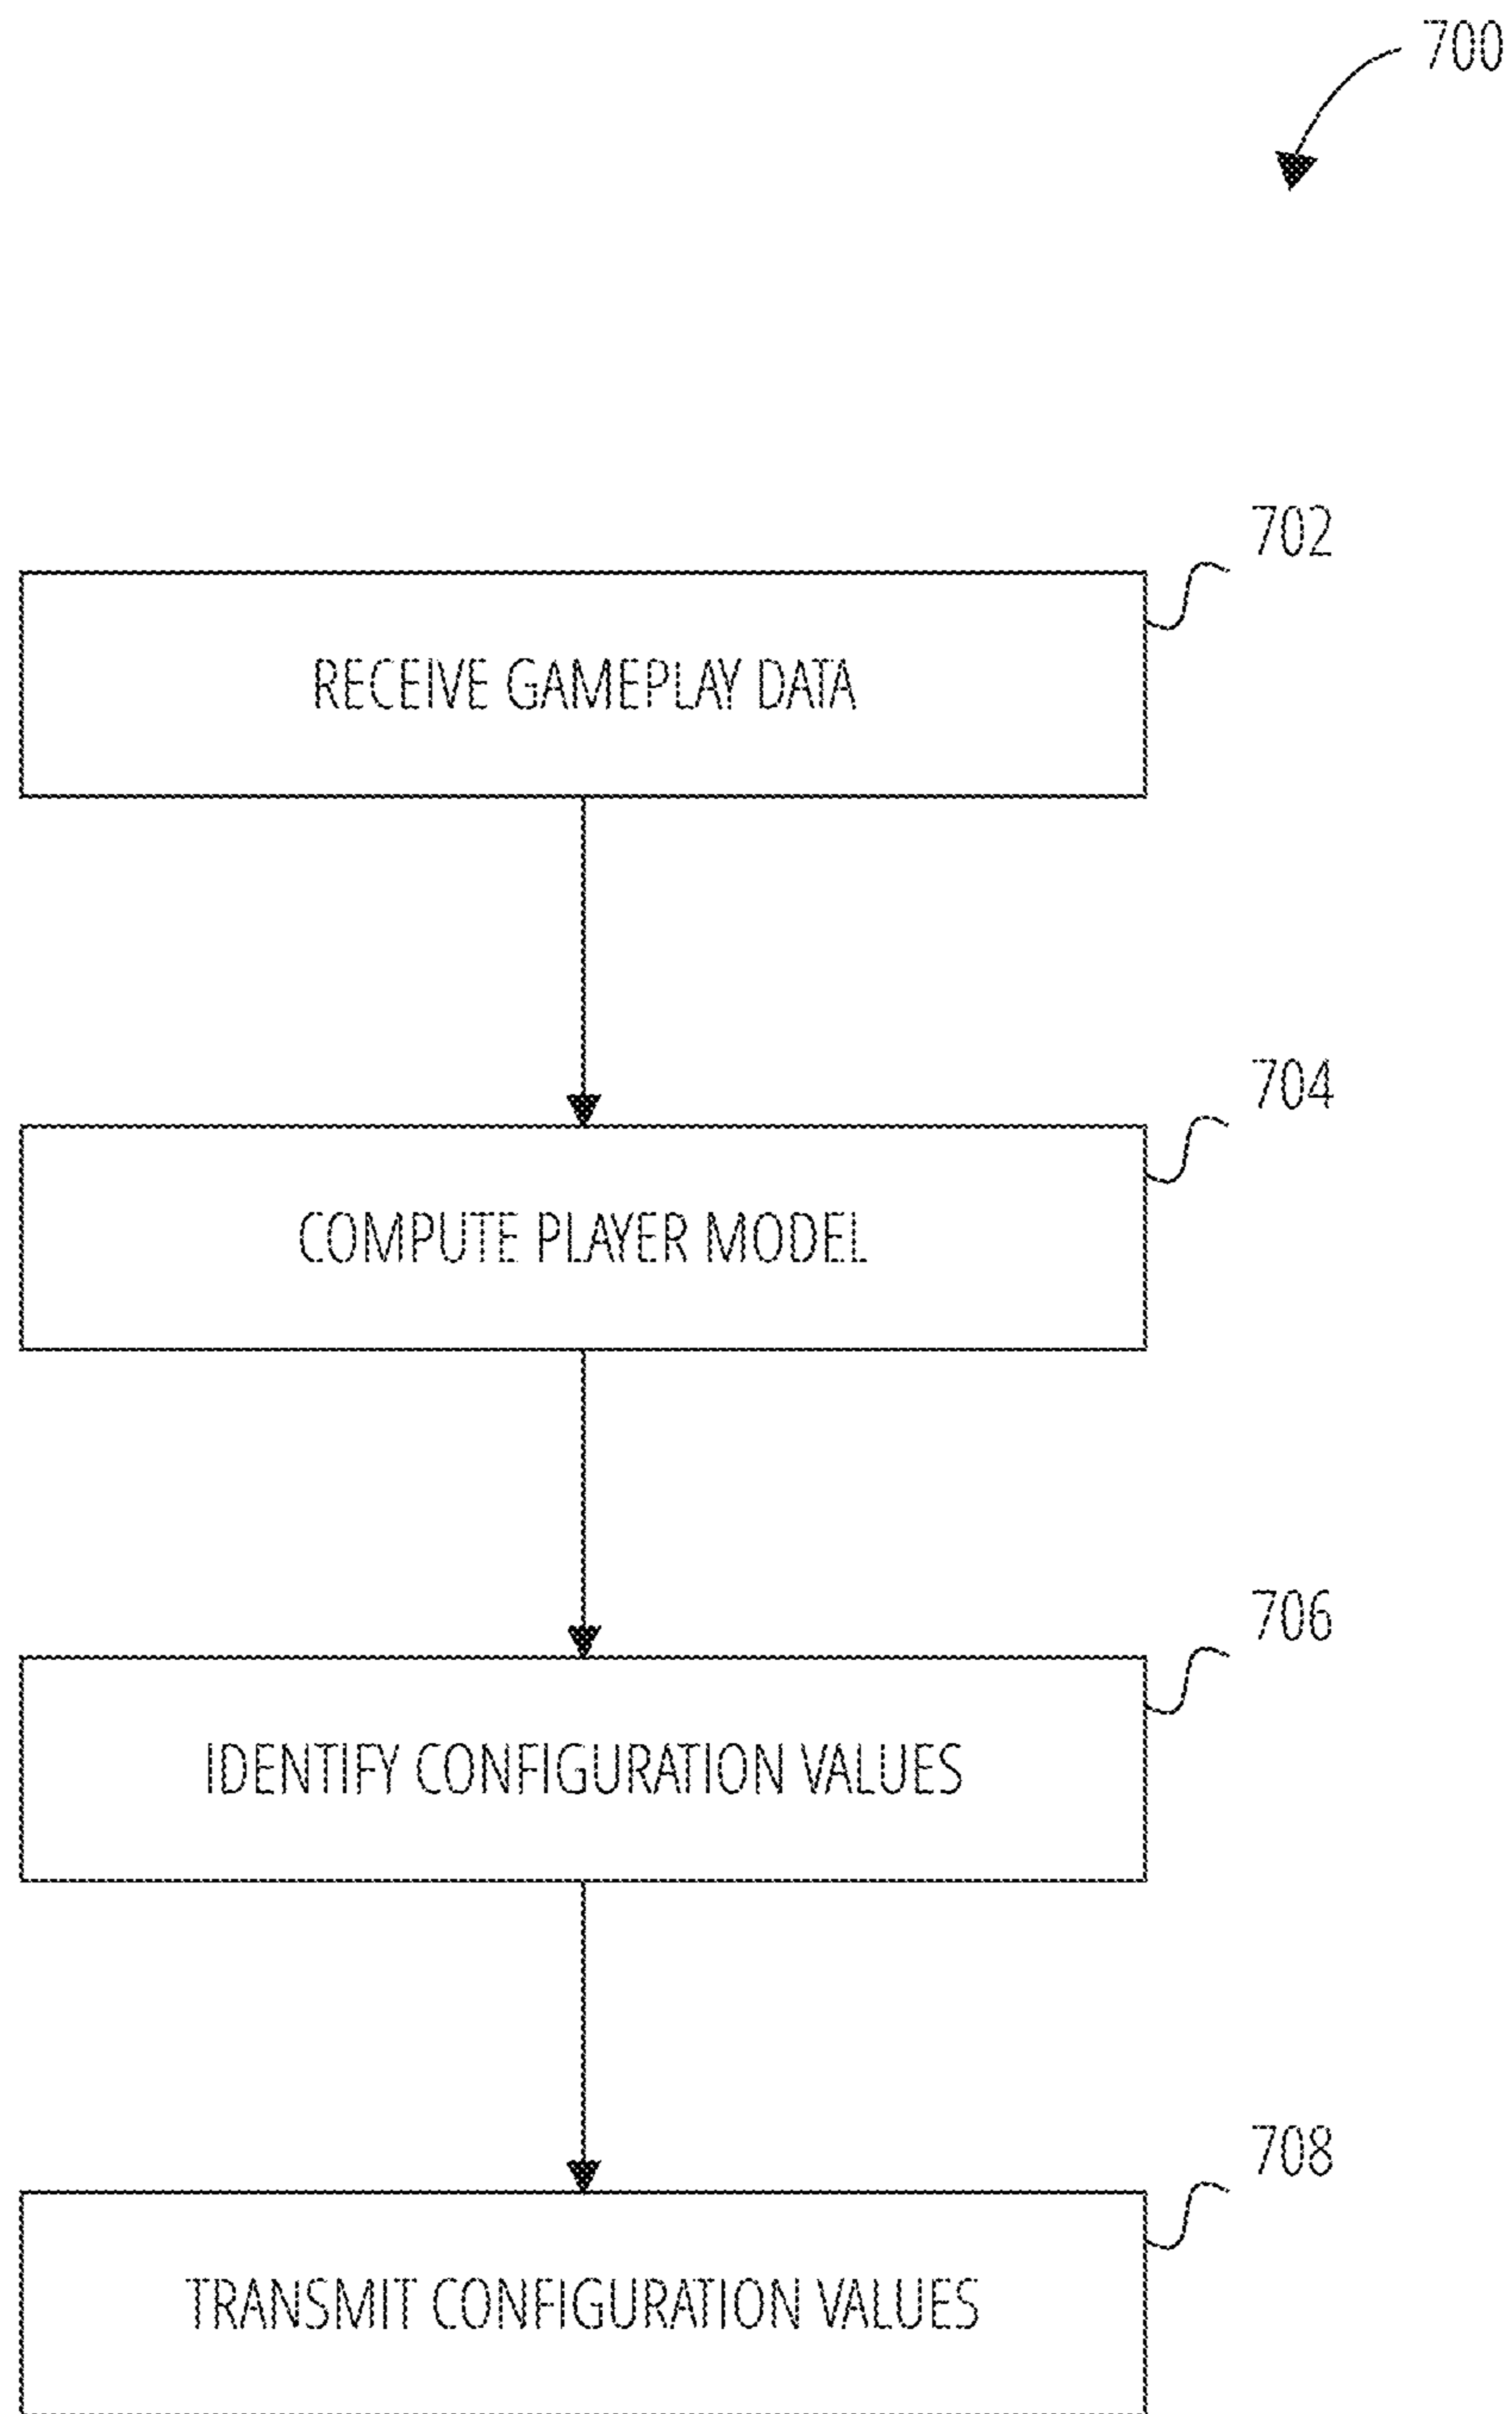 700
702
RECEIVE GAMEPLAY DATA
704
COMPUTE PLAYER MODEL
706
IDENTIFY CONFIGURATION VALUES
708
TRANSMIT CONFIGURATION VALUES